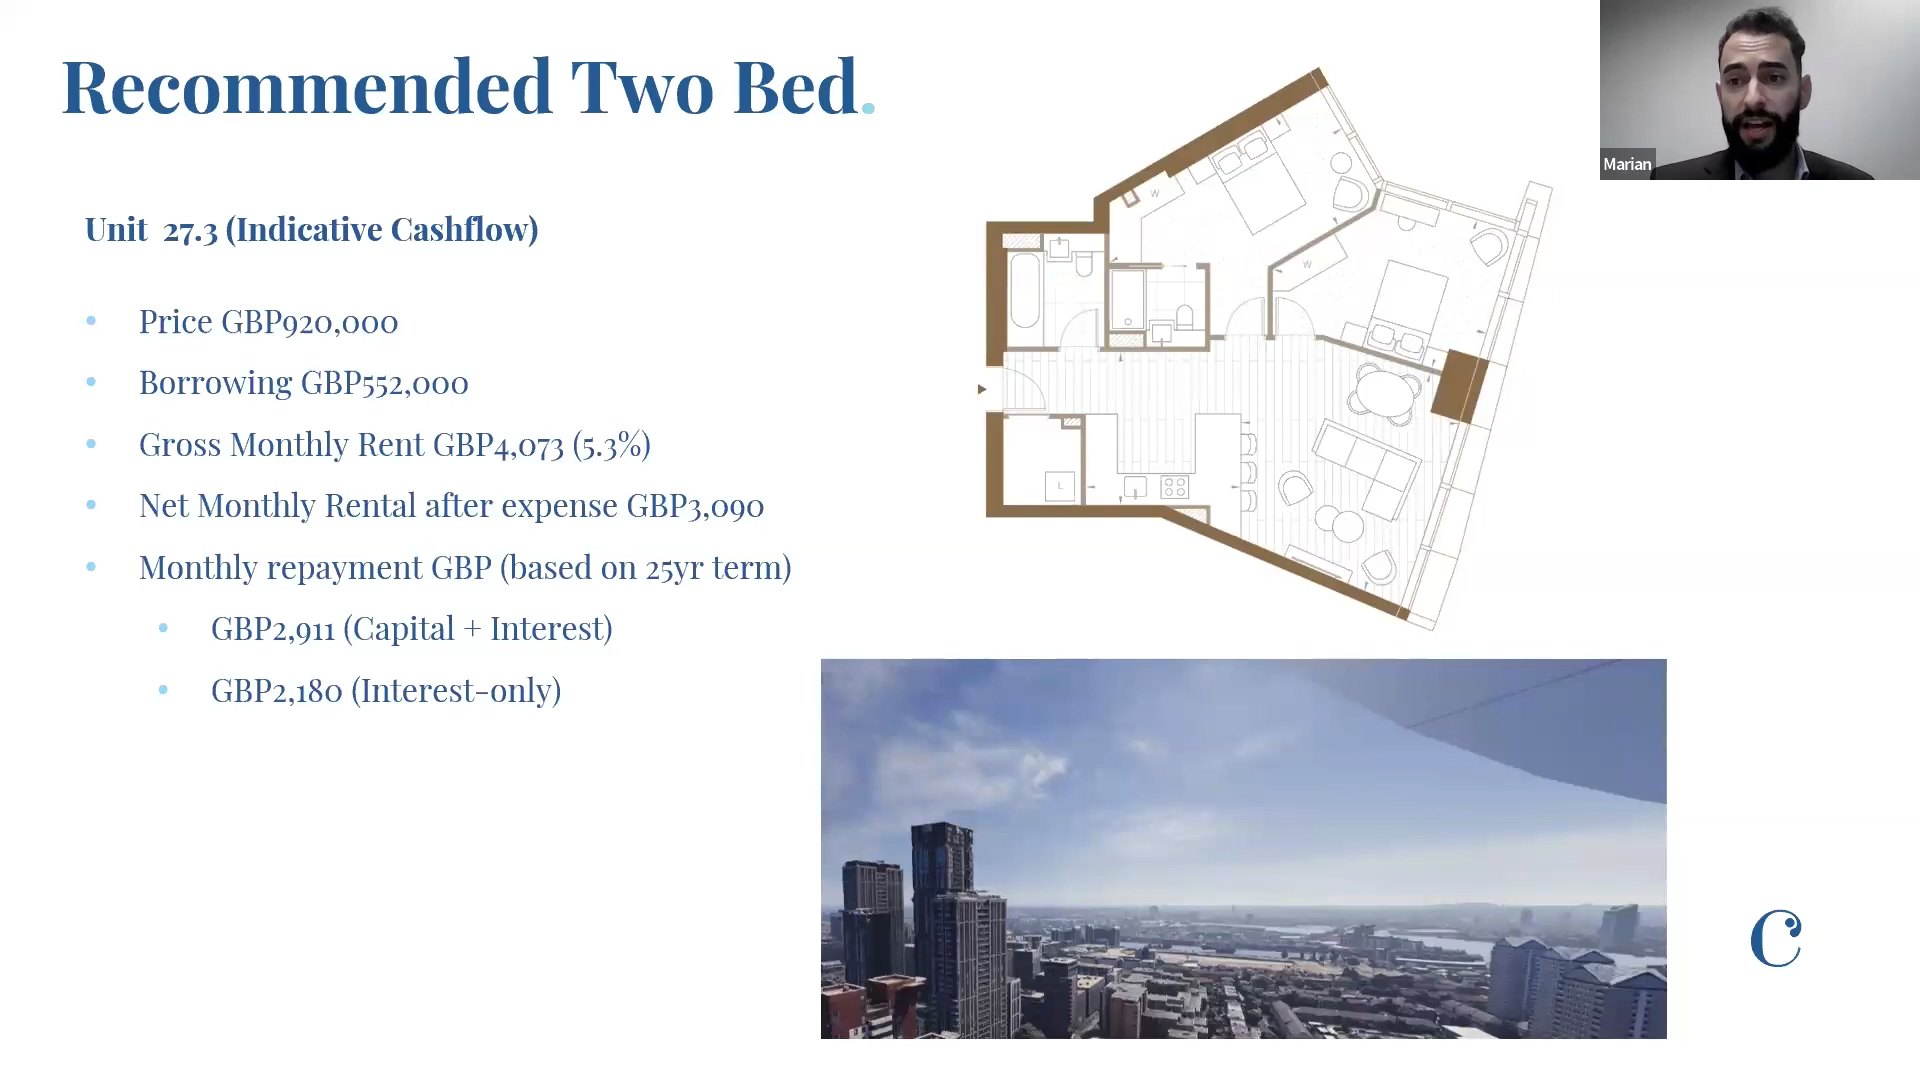 Recommended Two Bed.
Marian
Unit 27.3 (Indicative Cashflow)
• Price GBP920,000
• Borrowing GBP552,000
• Gross Monthly Rent GBP4,073 (5.3%)
• Net Monthly Rental after expense GBP3,090
• Monthly repayment GBP (based on 25yr term)
• GBP2,911 (Capital + Interest)
• GBP2,180 (Interest-only)
W
W
L
C